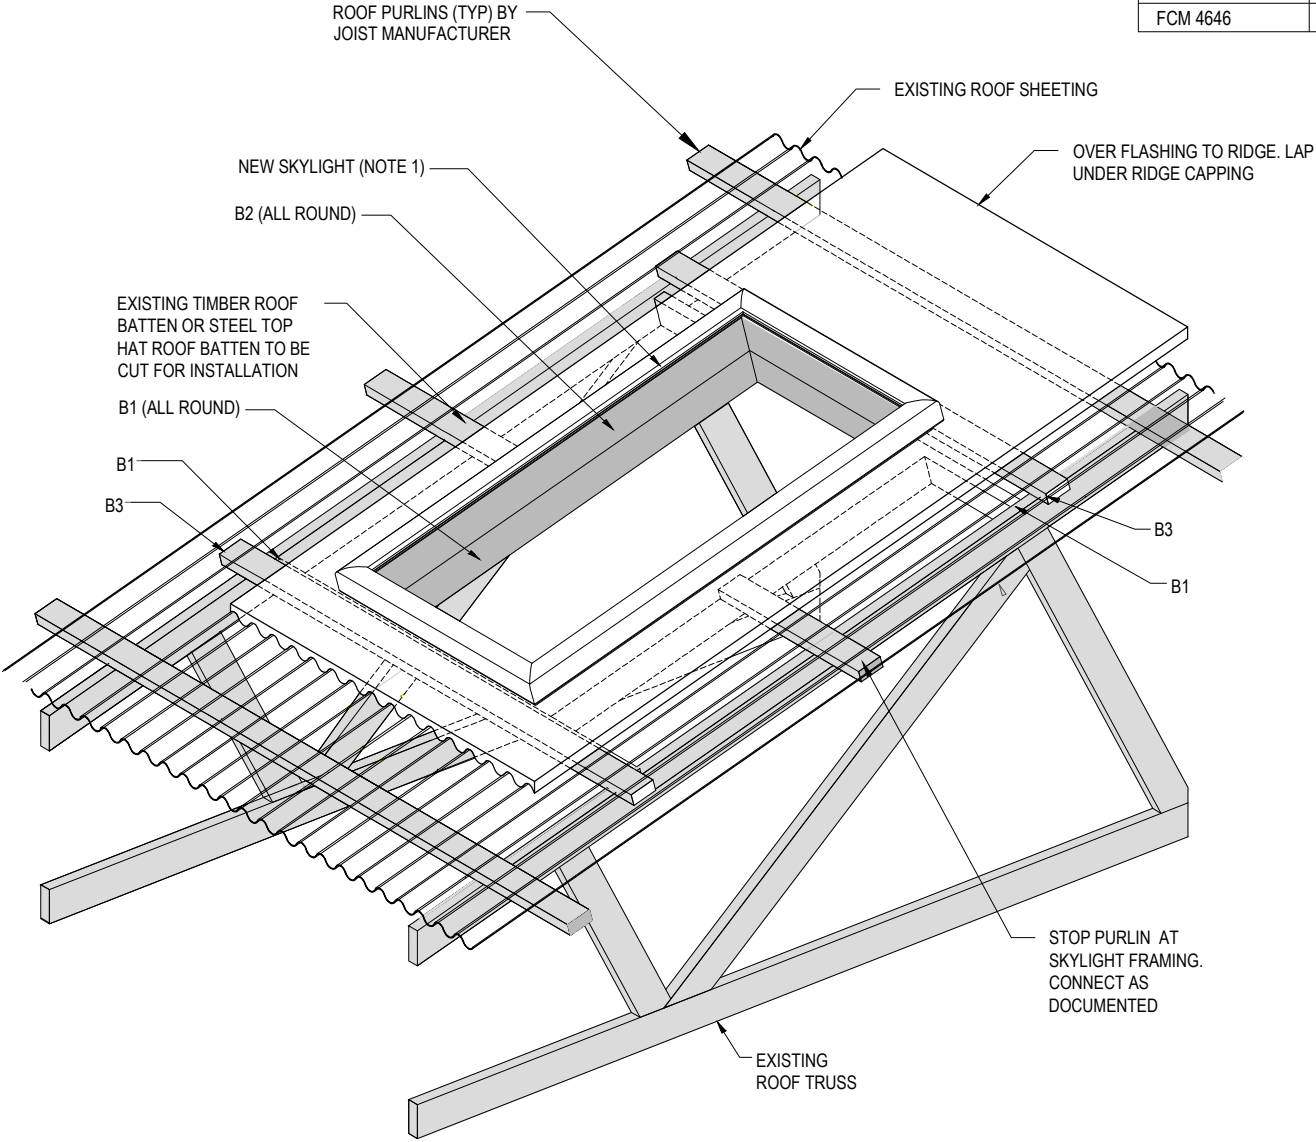 ROOF PURLINS (TYP) BY
JOIST MANUFACTURER
FCM 4646
EXISTING ROOF SHEETING
OVER FLASHING TO RIDGE. LAP
UNDER RIDGE CAPPING
NEW SKYLIGHT (NOTE 1)
B2 (ALL ROUND)
EXISTING TIMBER ROOF
BATTEN OR STEEL TOP
HAT ROOF BATTEN TO BE
CUT FOR INSTALLATION
B1 (ALL ROUND)
B1
B3
B3
B1
STOP PURLIN AT
SKYLIGHT FRAMING.
CONNECT AS
DOCUMENTED
EXISTING
ROOF TRUSS